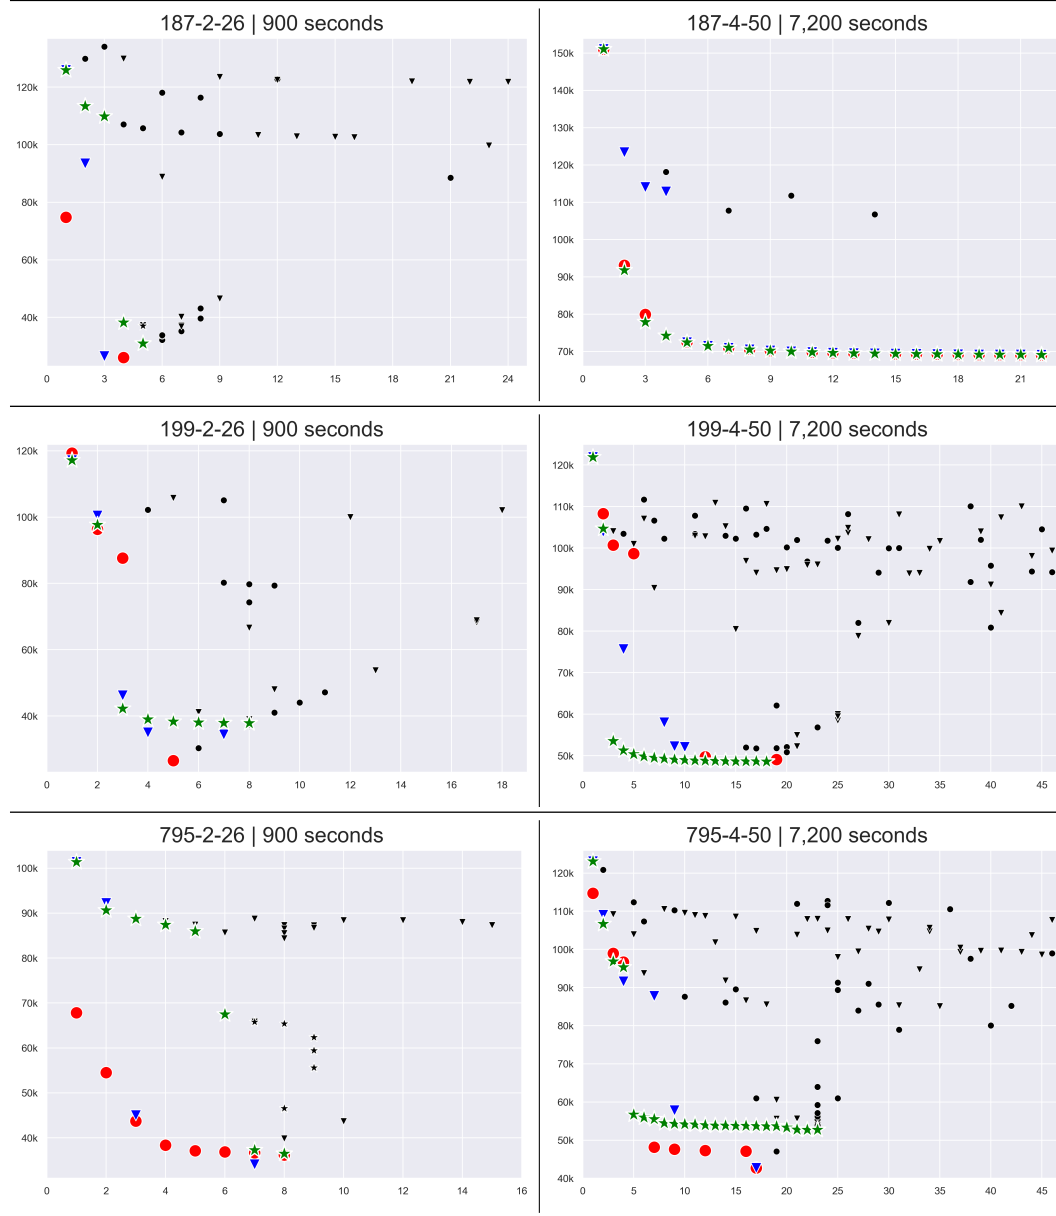 187-2-26 | 900 seconds
120k
100k
80k
60k
40k
0
3
6
9
12
15
18
21
24
187-4-50 | 7,200 seconds
150k
140k
130k
120k
110k
100k
90k
80k
70k
0
3
6
9
12
15
18
21
199-2-26 | 900 seconds
120k
100k
80k
60k
40k
0
2
4
6
8
10
12
14
16
18
199-4-50 | 7,200 seconds
120k
110k
100k
90k
80k
70k
60k
50k
0
5
10
15
20
25
30
35
40
45
795-2-26 | 900 seconds
100k
90k
80k
70k
60k
50k
40k
0
2
4
6
8
10
12
14
16
795-4-50 | 7,200 seconds
120k
110k
100k
90k
80k
70k
60k
50k
40k
0
5
10
15
20
25
30
35
40
45